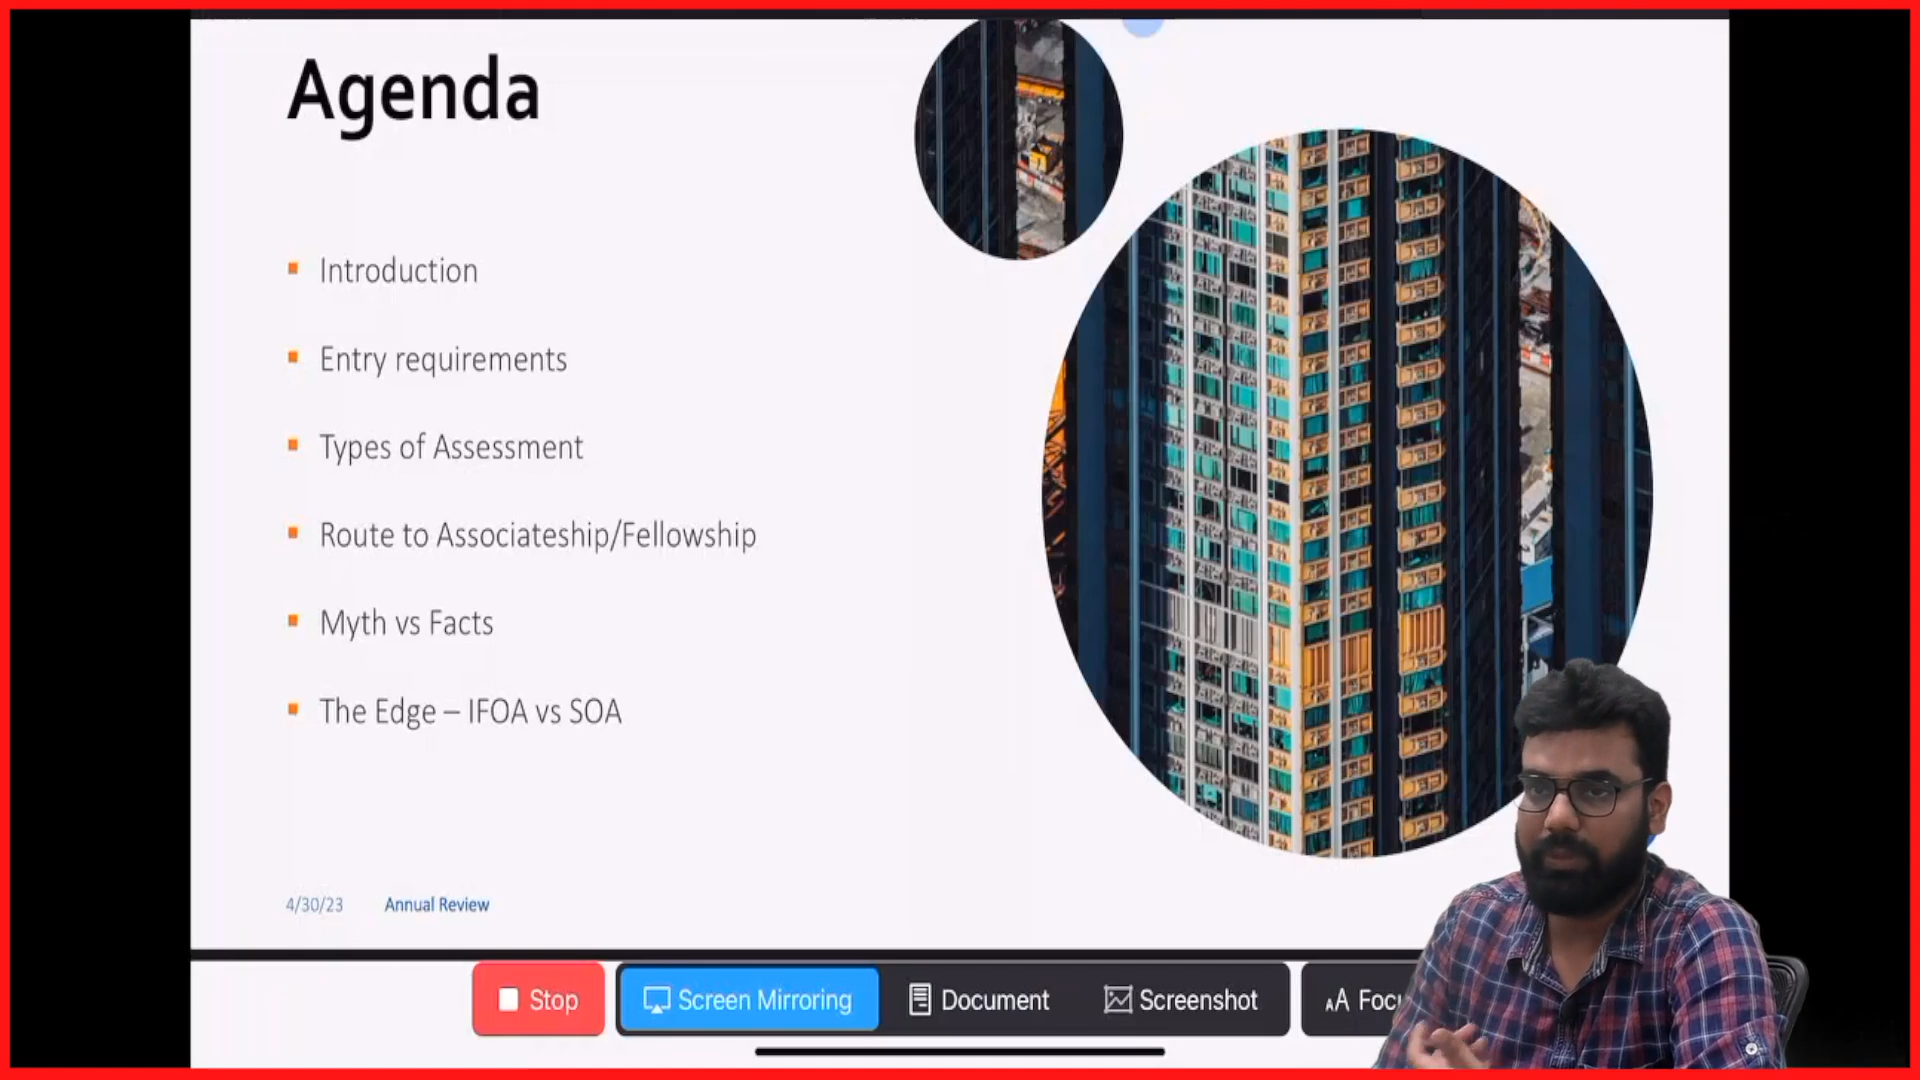 Agenda
Introduction
Entry requirements
Types of Assessment
Route to Associateship/Fellowship
Myth vs Facts
The Edge – IFOA vs SOA
4/30/23 Annual Review
Stop Screen Mirroring Document Screenshot AA